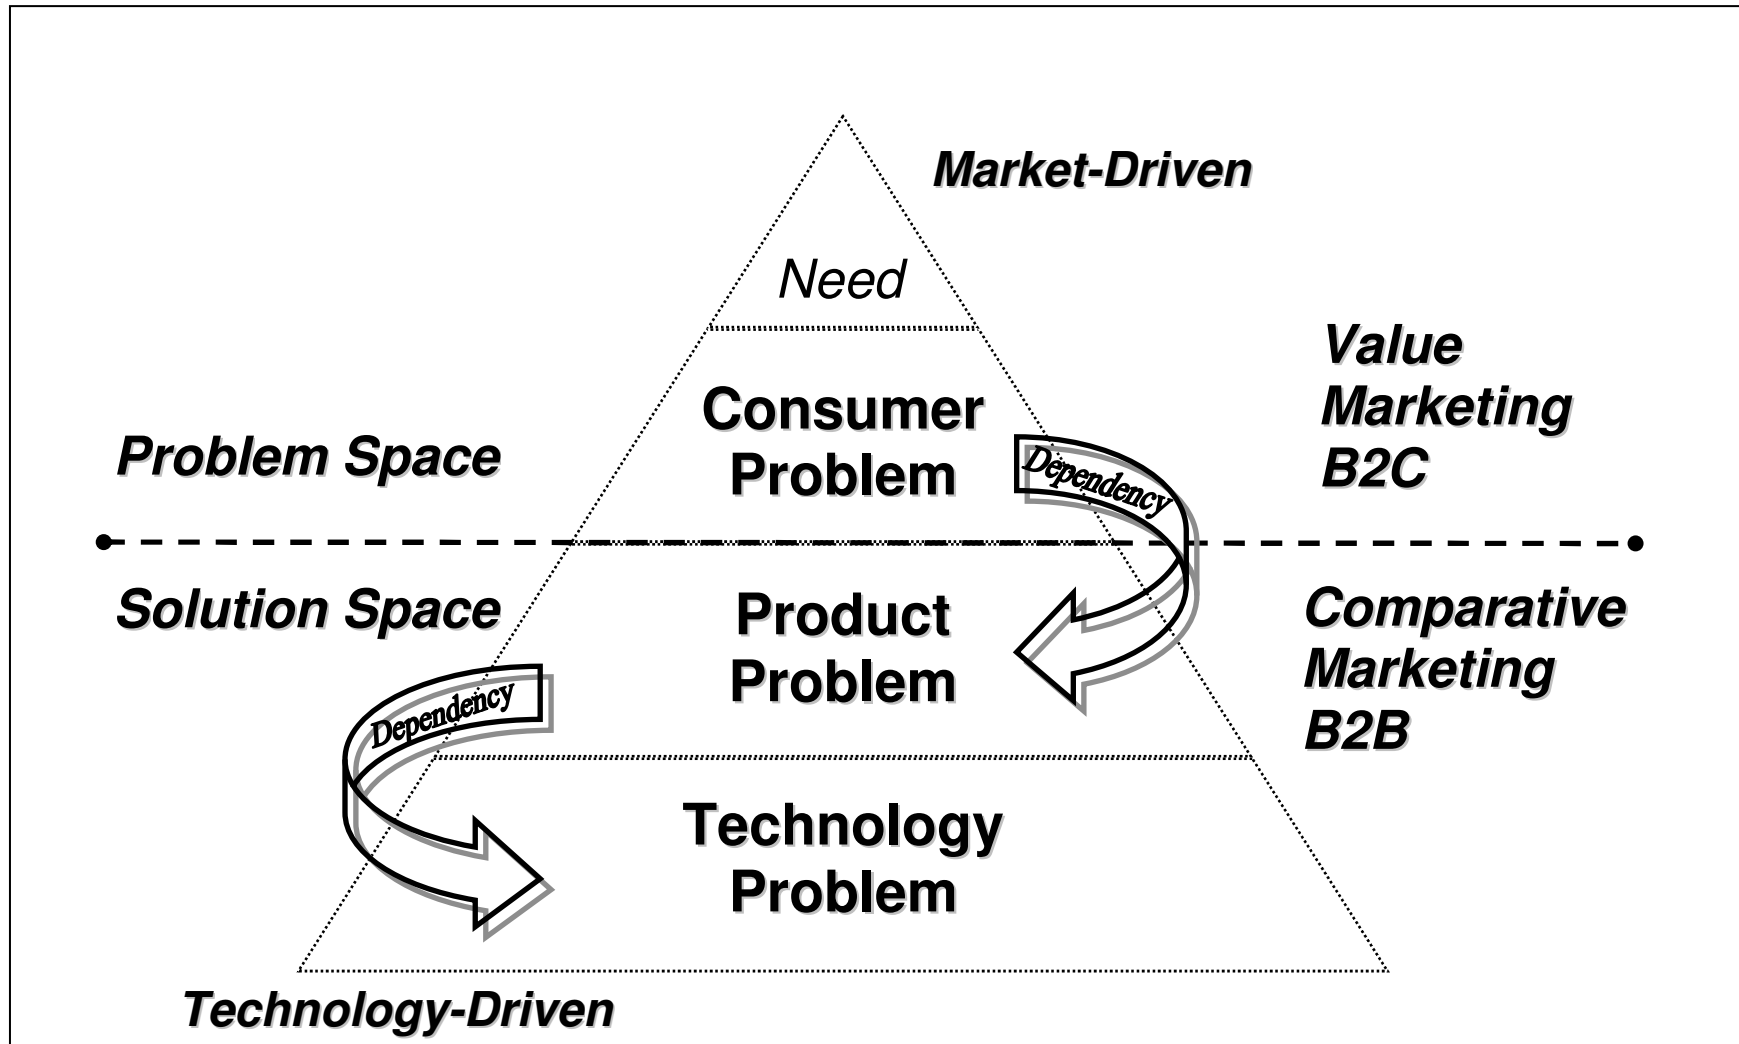 Market-Driven
Need
Consumer
Problem
Value
Marketing
B2C
Problem Space
Dependency
Solution Space
Product
Problem
Comparative
Marketing
B2B
Dependency
Technology
Problem
Technology-Driven